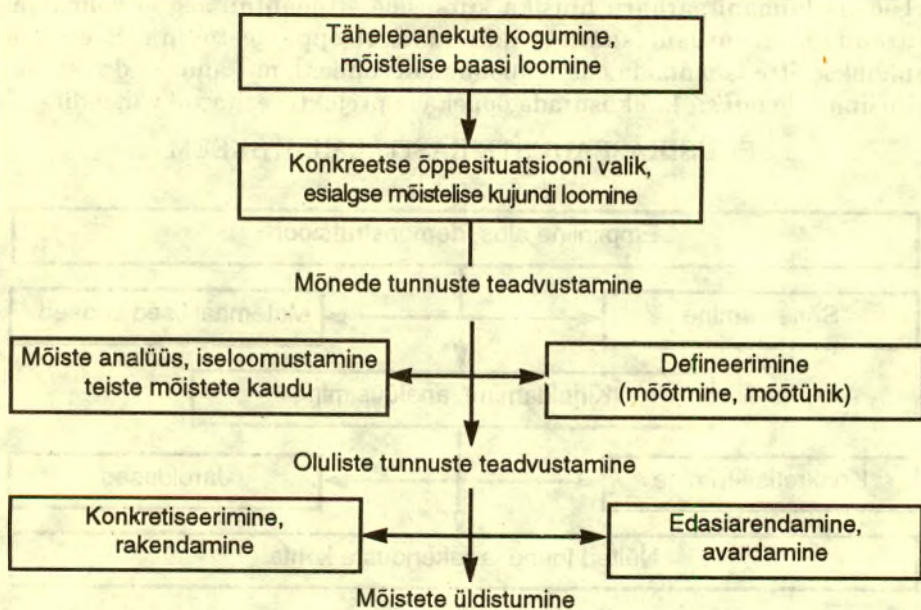 Tähelepanekute kogumine,
mõistelise baasi loomine
Konkreetse õppesituatsiooni valik,
esialgse mõistelise kujundi loomine
Mõnede tunnuste teadvustamine
Mõiste analüüs, iseloomustamine
teiste mõistete kaudu
Defineerimine
(mõõtmine, mõõtühik)
Oluliste tunnuste teadvustamine
Konkretiseerimine,
rakendamine
Edasiarendamine,
avardamine
Mõistete üldistumine